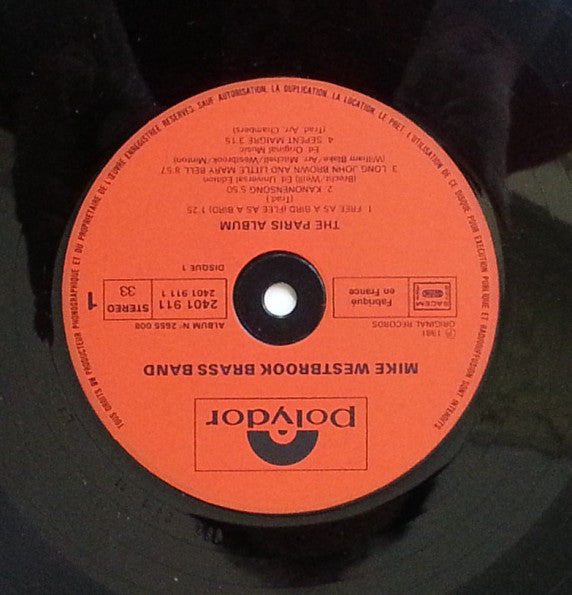 polydor
MIKE WESTBROOK BRASS BAND
℗ 1981
ORIGINAL RECORDS
ALBUM N° 2655 008
SACEM
Fabriqué
en France
2401 911
2401 911 1
STEREO
33
1
DISQUE 1
THE PARIS ALBUM
1 FREE AS A BIRD (FLEE AS A BIRD) 1'25
(Trad.)
2 KANONENSONG 5'50
(Brecht/Weill) Ed. Universal Edition
3 LONG JOHN BROWN AND LITTLE MARY BELL 8'57
(William Blake/Arr. Mitchell/Westbrook/Minton)
Ed. Original Music
4 SEPENT MAIGRE 3'15
(Trad. Arr. Chambers)
TOUS DROITS DU PRODUCTEUR PHONOGRAPHIQUE ET DU PROPRIETAIRE DE L'ŒUVRE ENREGISTREE RESERVES. SAUF AUTORISATION, LA DUPLICATION, LA LOCATION, LE PRET, L'UTILISATION DE CE DISQUE POUR EXECUTION PUBLIQUE ET RADIODIFFUSION SONT INTERDITS